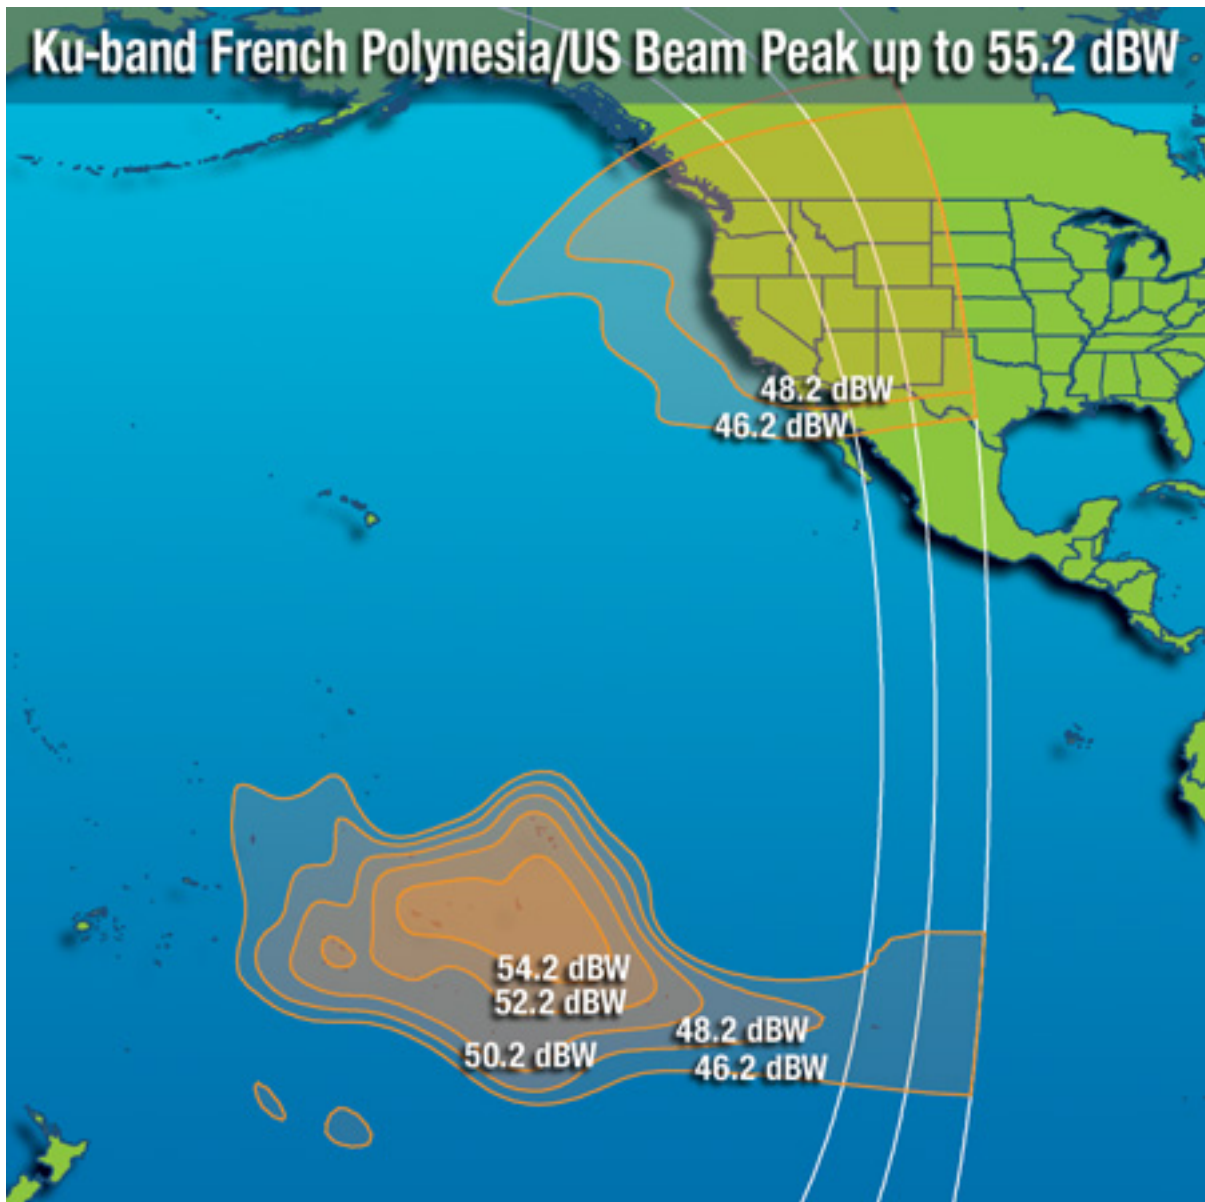 Ku-band French Polynesia/US Beam Peak up to 55.2 dBW
48.2 dBW
46.2 dBW
54.2 dBW
52.2 dBW
48.2 dBW
50.2 dBW
46.2 dBW